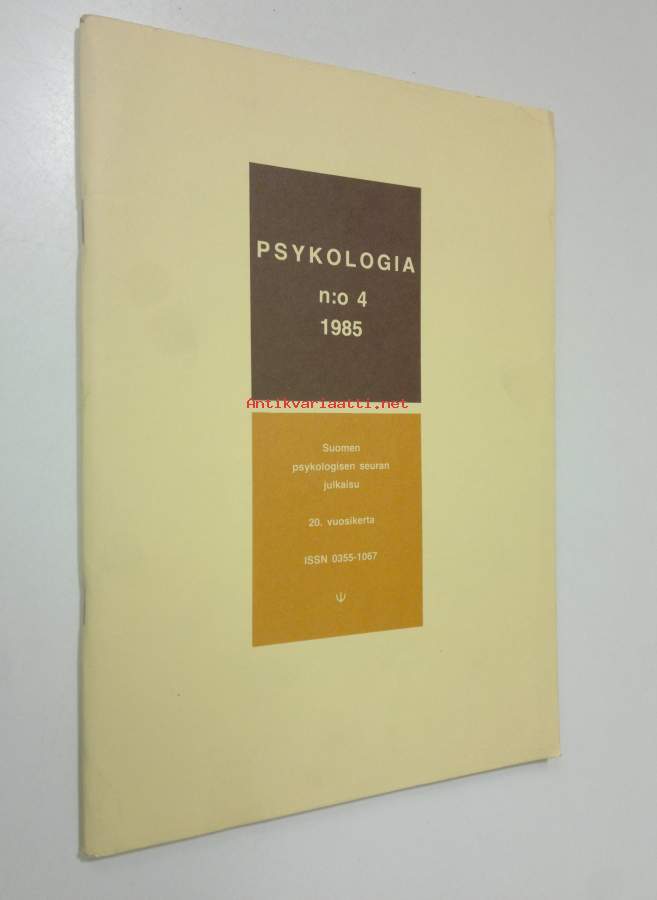 PSYKOLOGIA
n:o 4
1985
Antikvariaatti.net
Suomen
psykologisen seuran
julkaisu
20. vuosikerta
ISSN 0355-1067
Ψ